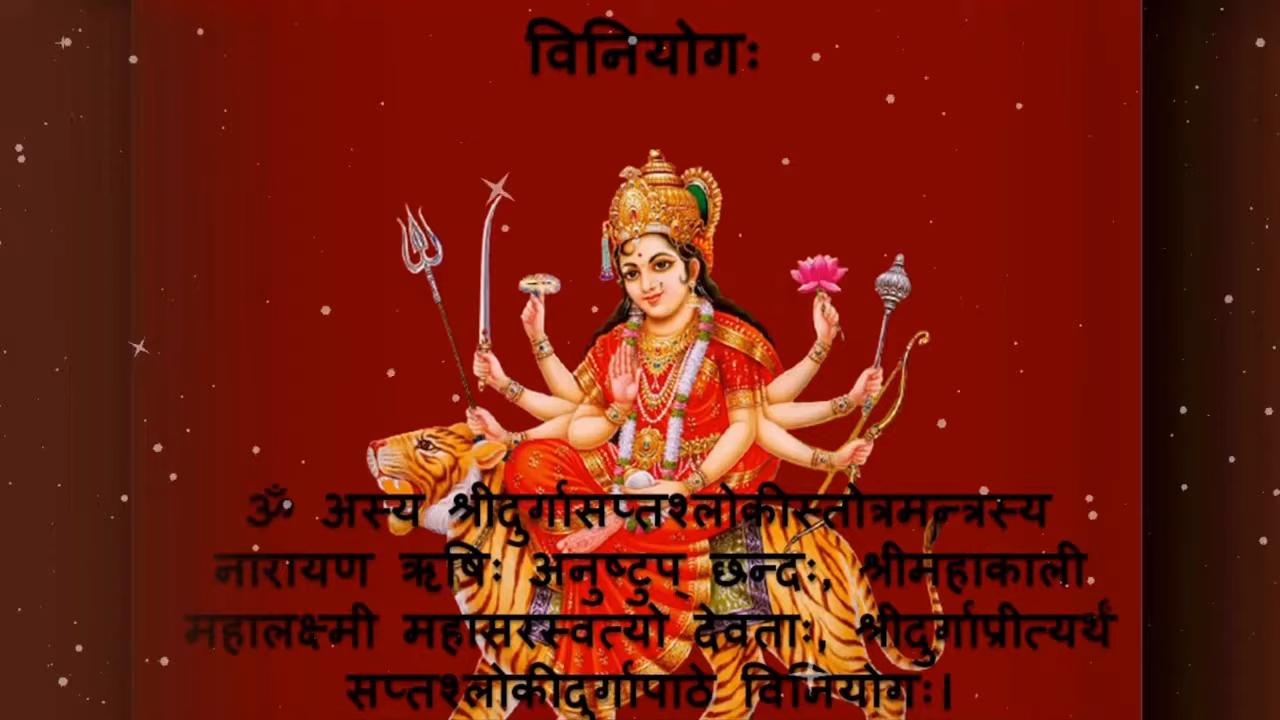 विनियोगः
ॐ अस्य श्रीदुर्गासप्तश्लोकीस्तोत्रमन्त्रस्य
नारायण ऋषिः अनुष्टुप् छन्दः, श्रीमहाकाली
महालक्ष्मी महासरस्वत्यो देवताः, श्रीदुर्गाप्रीत्यर्थं
सप्तश्लोकीदुर्गापाठे विनियोगः।